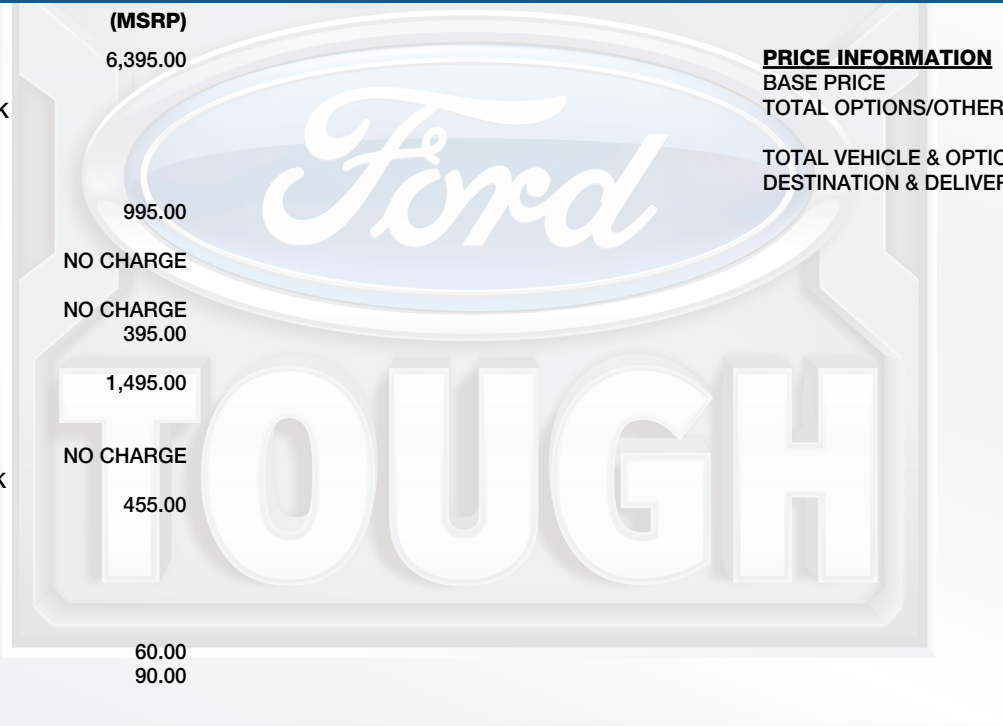 (MSRP)
6,395.00
K
995.00
NO CHARGE
NO CHARGE
395.00
1,495.00
NO CHARGE
K
455.00
60.00
90.00
PRICE INFORMATION
BASE PRICE
TOTAL OPTIONS/OTHER
TOTAL VEHICLE & OPTIO
DESTINATION & DELIVER
Ford
TOUGH